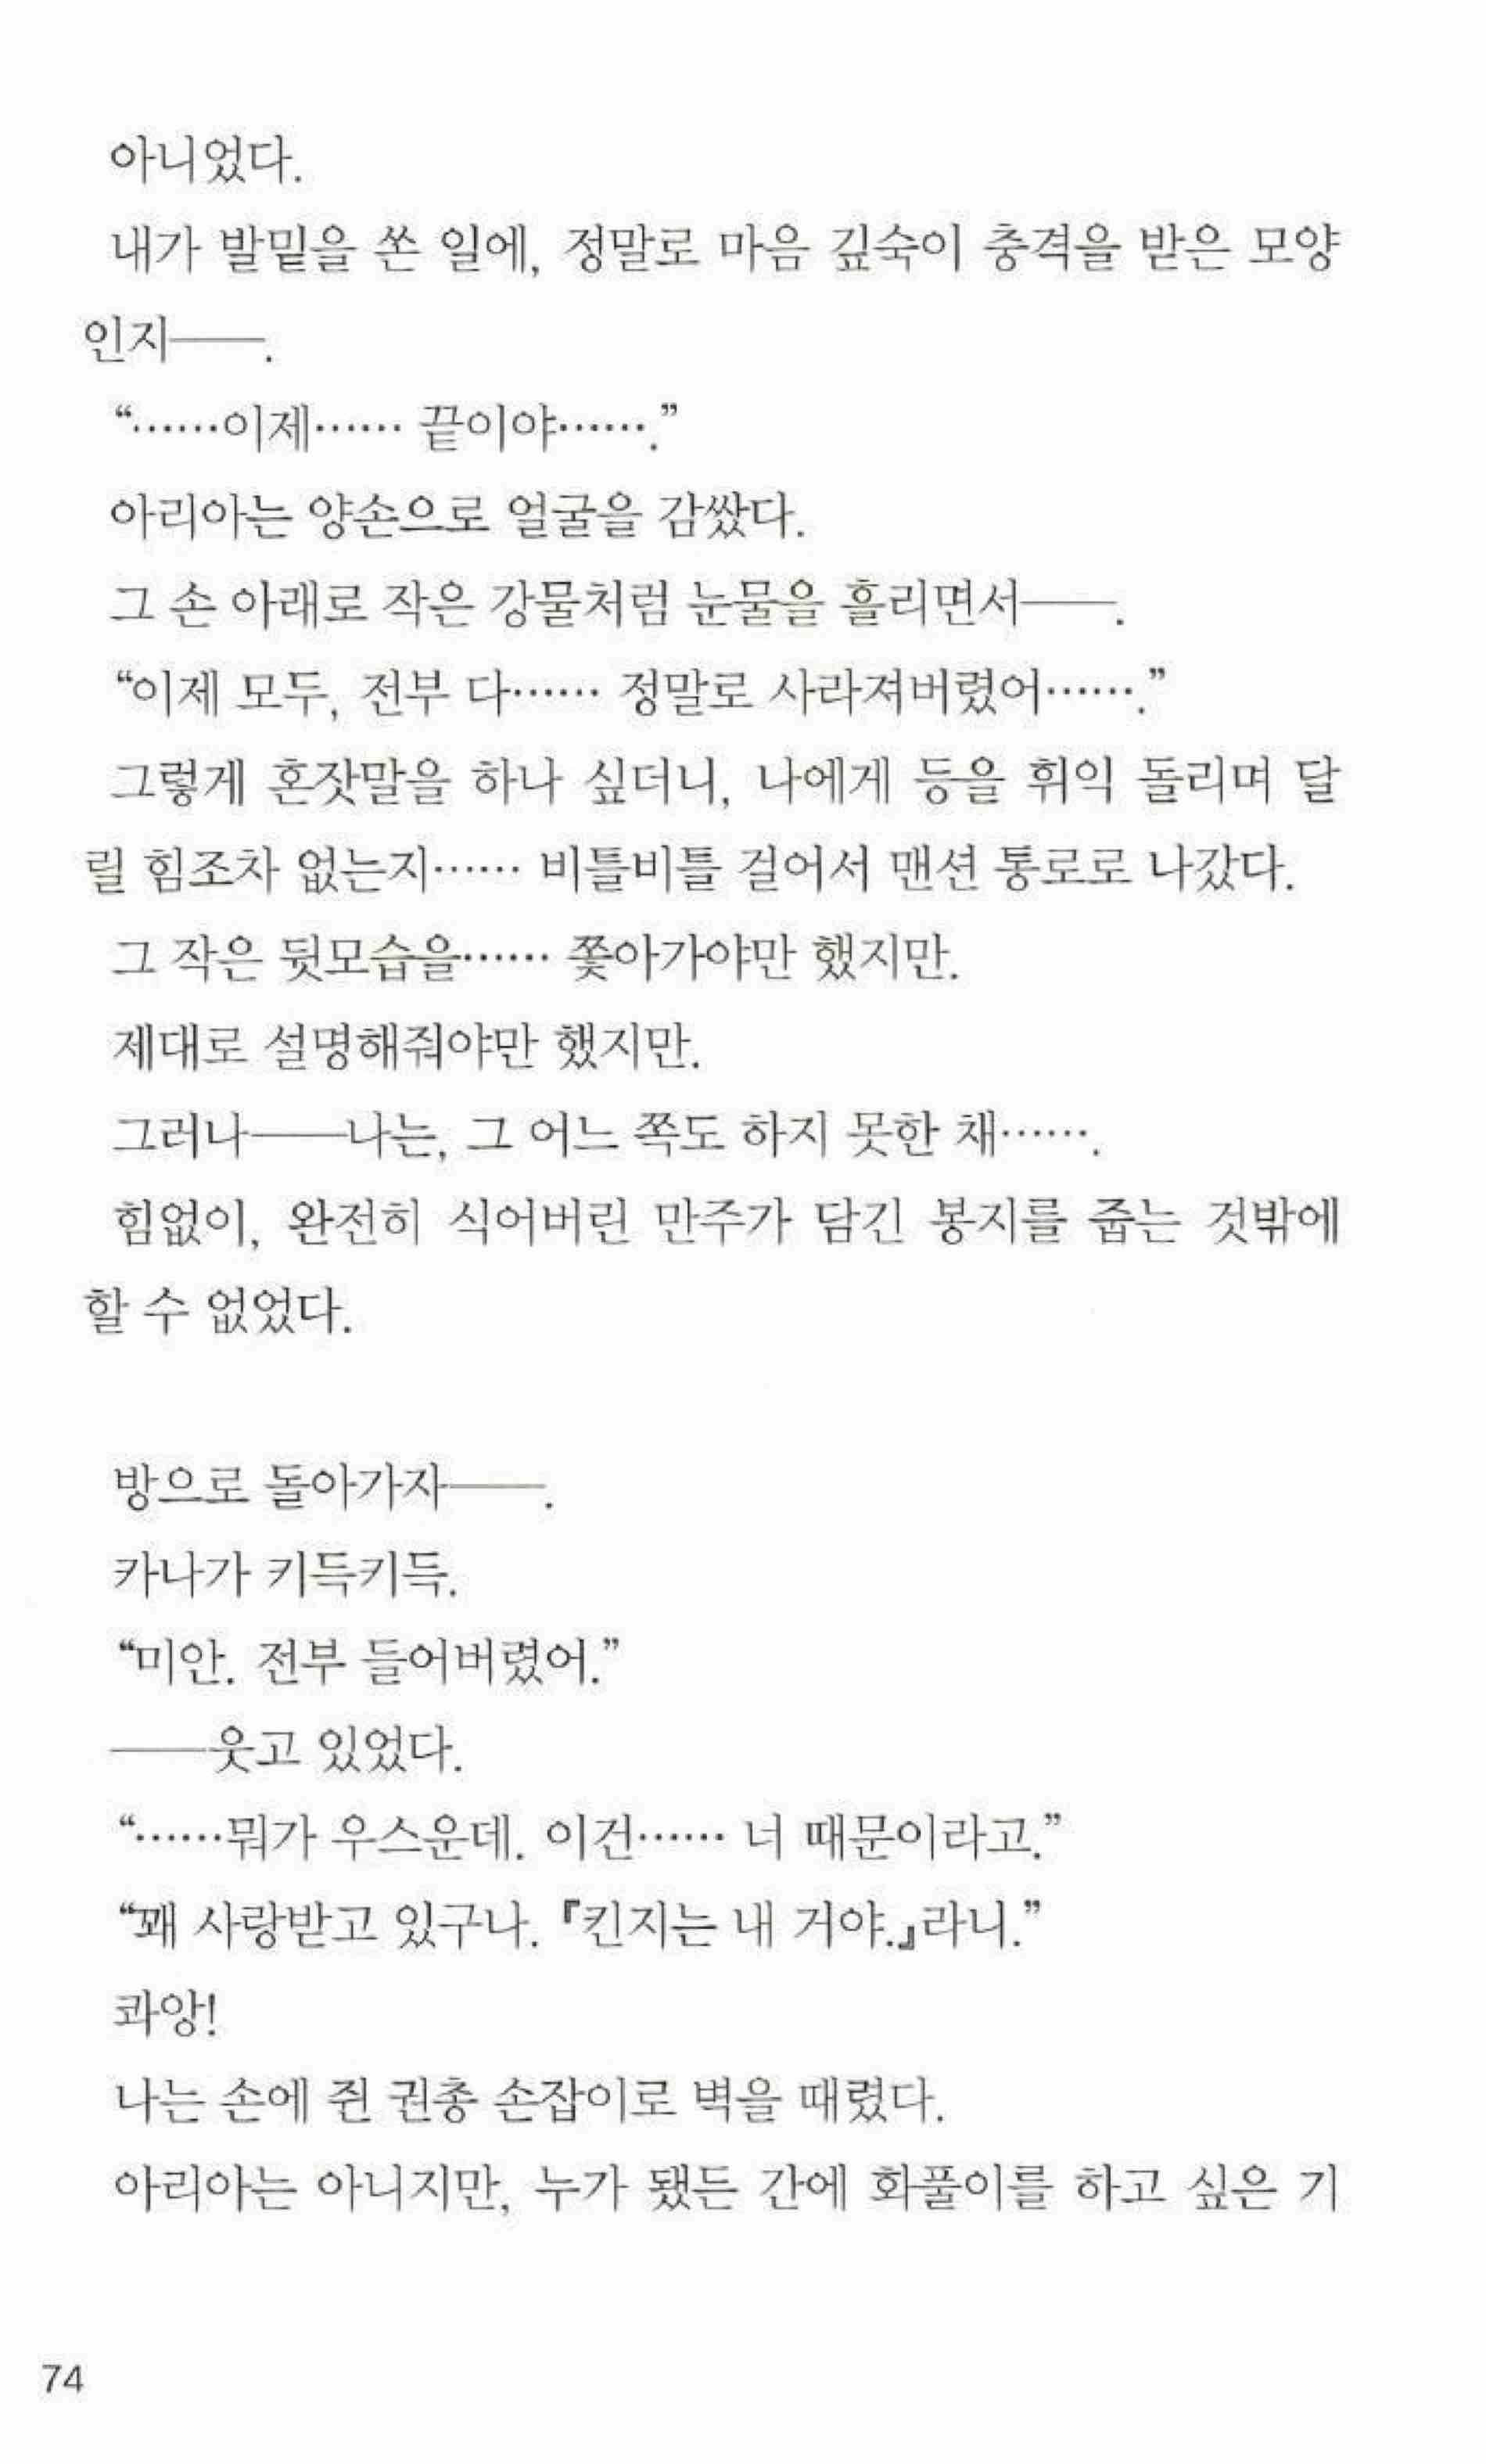 아니었다.
내가 발밑을 쏜 일에, 정말로 마음 깊숙이 충격을 받은 모양
인지――.
“……이제…… 끝이야…….”
아리아는 양손으로 얼굴을 감쌌다.
그 손 아래로 작은 강물처럼 눈물을 흘리면서――.
“이제 모두, 전부 다…… 정말로 사라져버렸어…….”
그렇게 혼잣말을 하나 싶더니, 나에게 등을 휘익 돌리며 달
릴 힘조차 없는지…… 비틀비틀 걸어서 맨션 통로로 나갔다.
그 작은 뒷모습을…… 쫓아가야만 했지만.
제대로 설명해줘야만 했지만.
그러나――나는, 그 어느 쪽도 하지 못한 채…….
힘없이, 완전히 식어버린 만주가 담긴 봉지를 줍는 것밖에
할 수 없었다.
방으로 돌아가자――.
카나가 키득키득.
“미안. 전부 들어버렸어.”
――웃고 있었다.
“……뭐가 우스운데. 이건…… 너 때문이라고.”
“꽤 사랑받고 있구나. 『킨지는 내 거야.』라니.”
콰앙!
나는 손에 쥔 권총 손잡이로 벽을 때렸다.
아리아는 아니지만, 누가 됐든 간에 화풀이를 하고 싶은 기
74